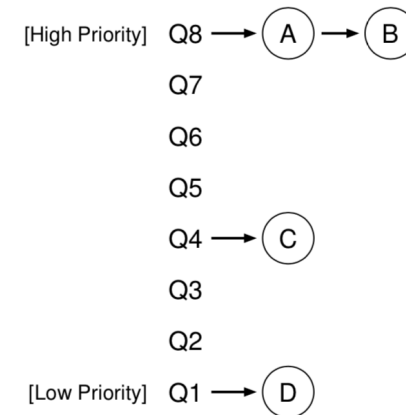 [High Priority] Q8 A B
Q7
Q6
Q5
Q4 C
Q3
Q2
[Low Priority] Q1 D